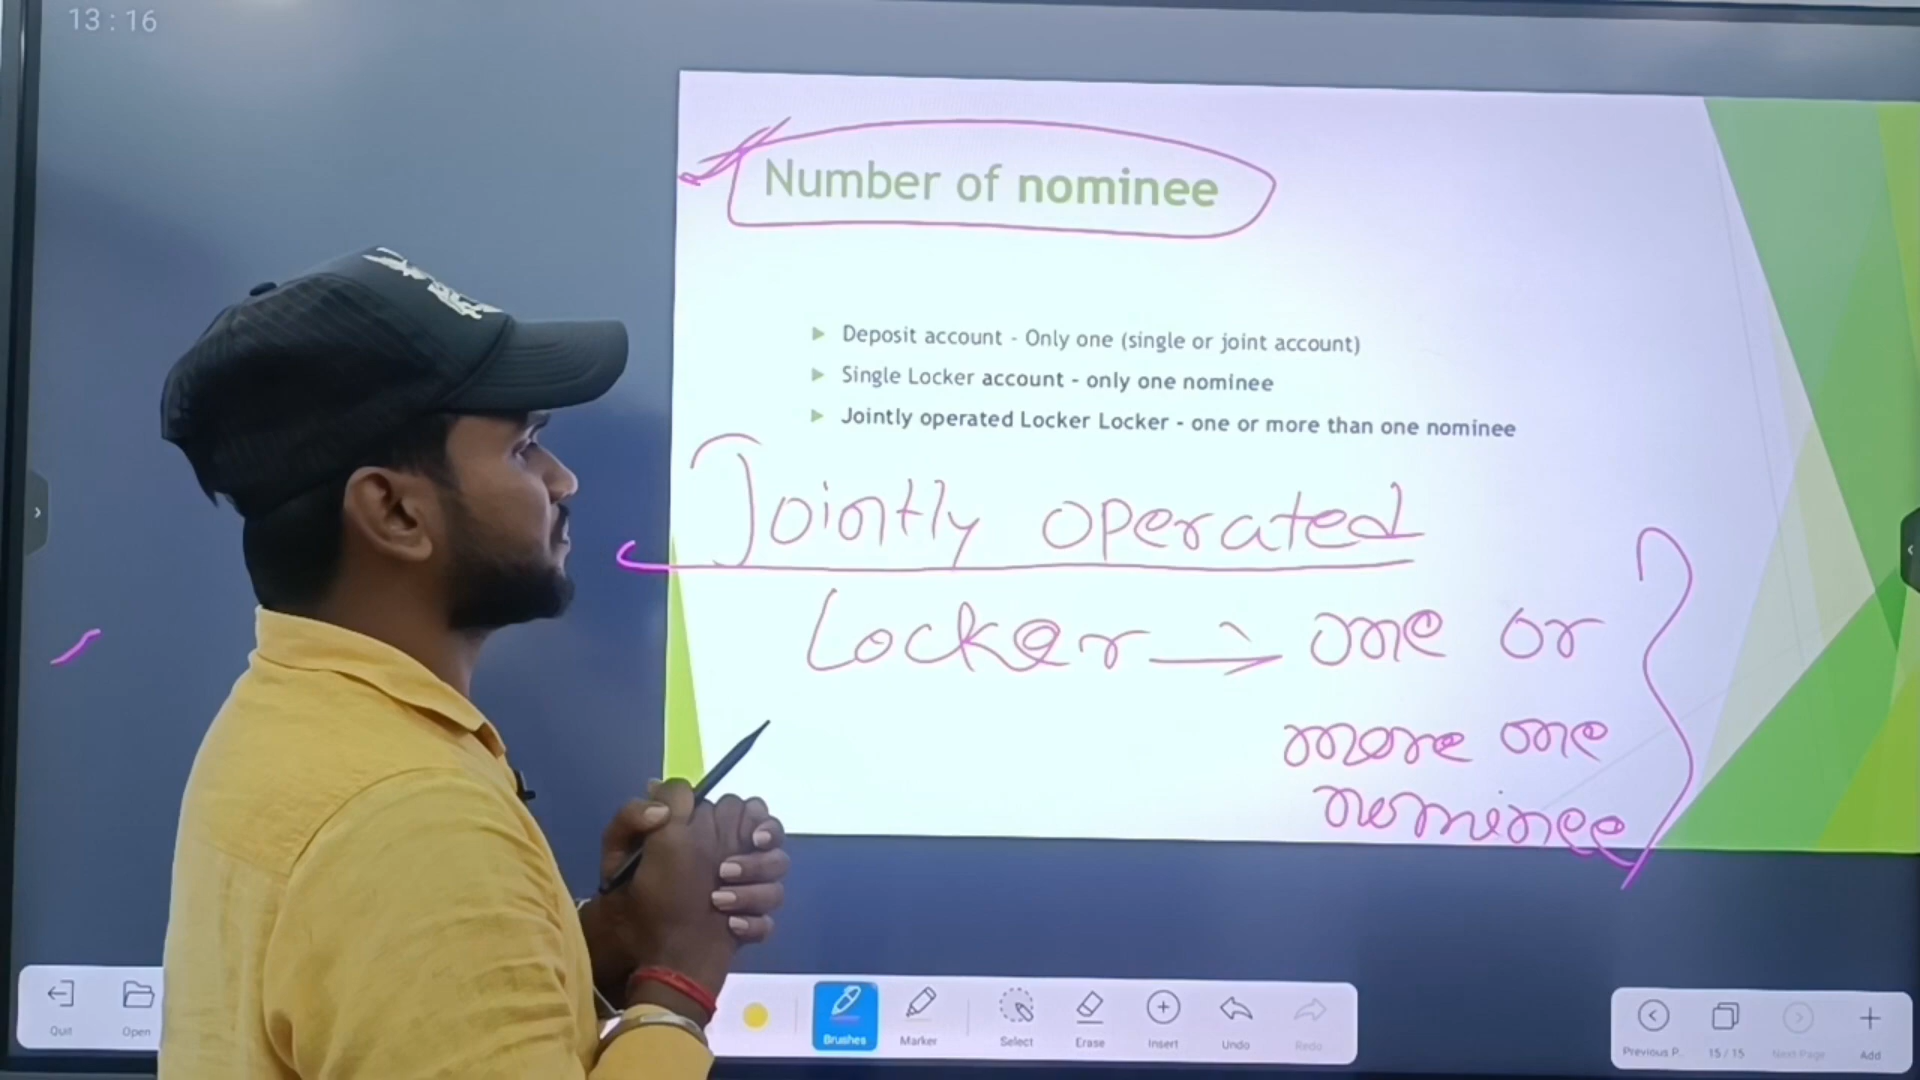 13 : 16
Number of nominee
Deposit account - Only one (single or joint account)
Single Locker account - only one nominee
Jointly operated Locker Locker - one or more than one nominee
Jointly operated
Locker → one or
more one
nominee
Quit
Open
Brushes
Marker
Select
Erase
Insert
Undo
Redo
Previous P..
15 / 15
Next Page
Add